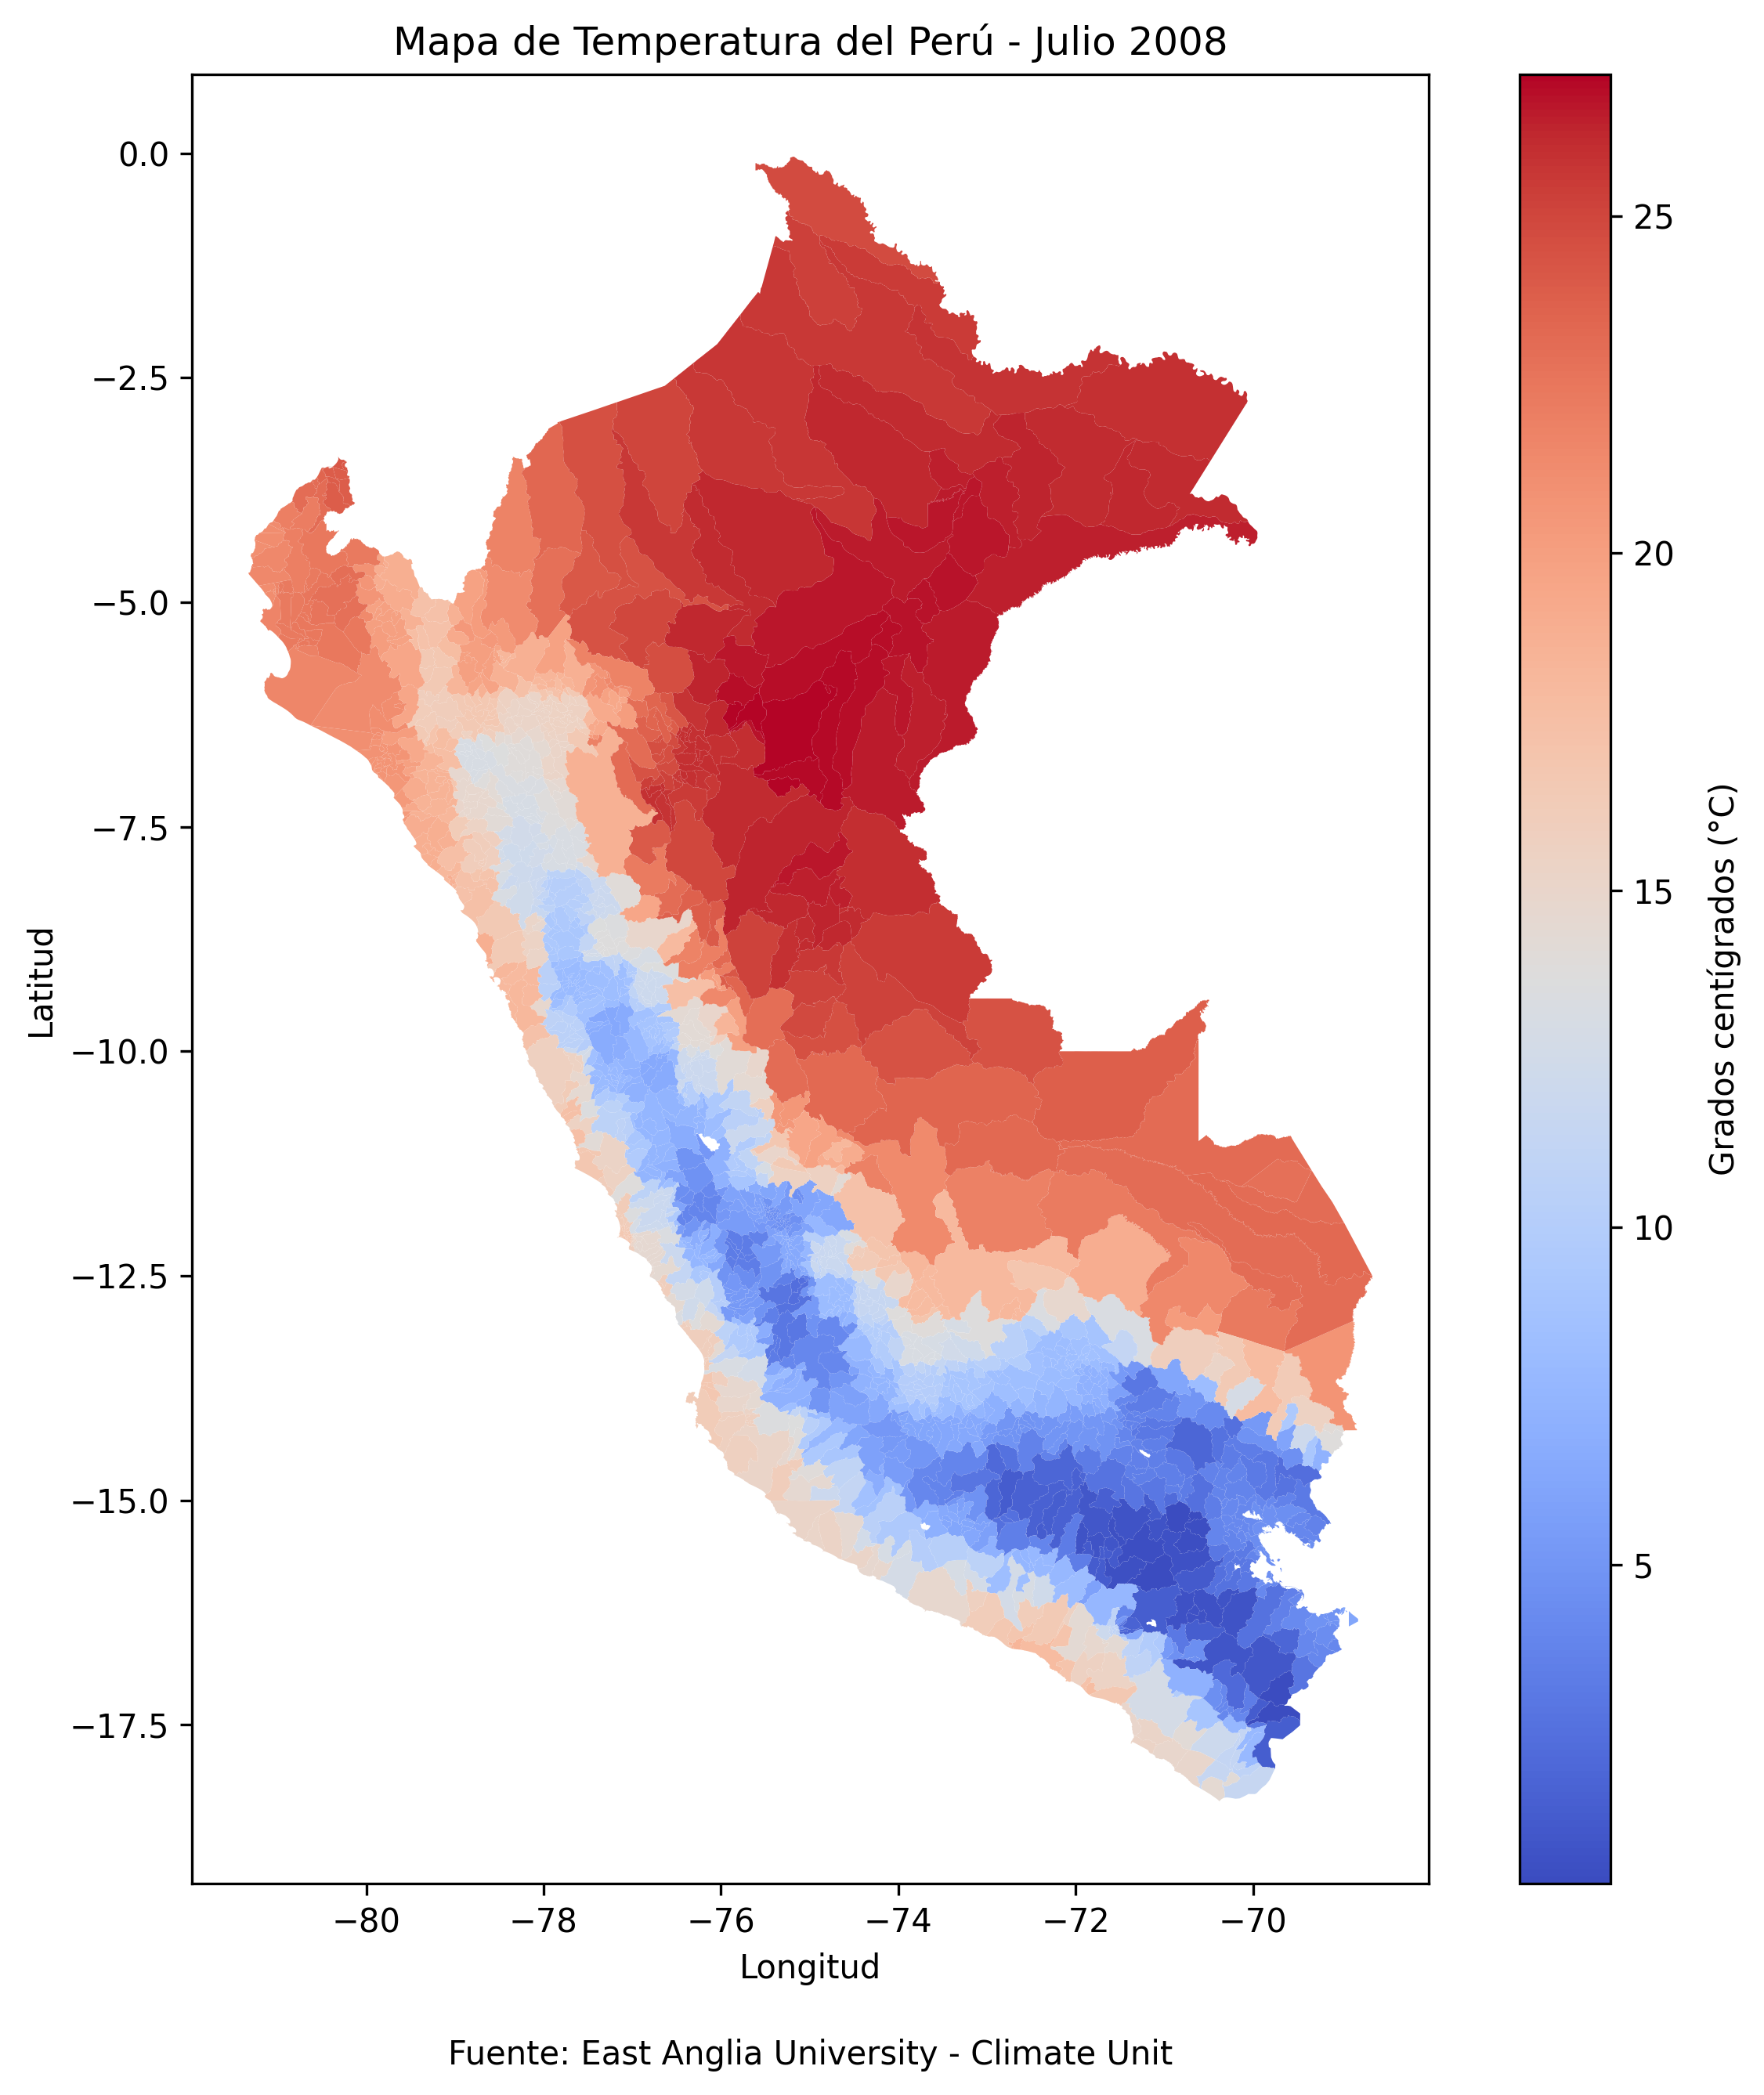 Mapa de Temperatura del Perú - Julio 2008
0.0
−2.5
−5.0
−7.5
−10.0
−12.5
−15.0
−17.5
Latitud
−80 −78 −76 −74 −72 −70
Longitud
25
20
15
10
5
Grados centígrados (°C)
Fuente: East Anglia University - Climate Unit